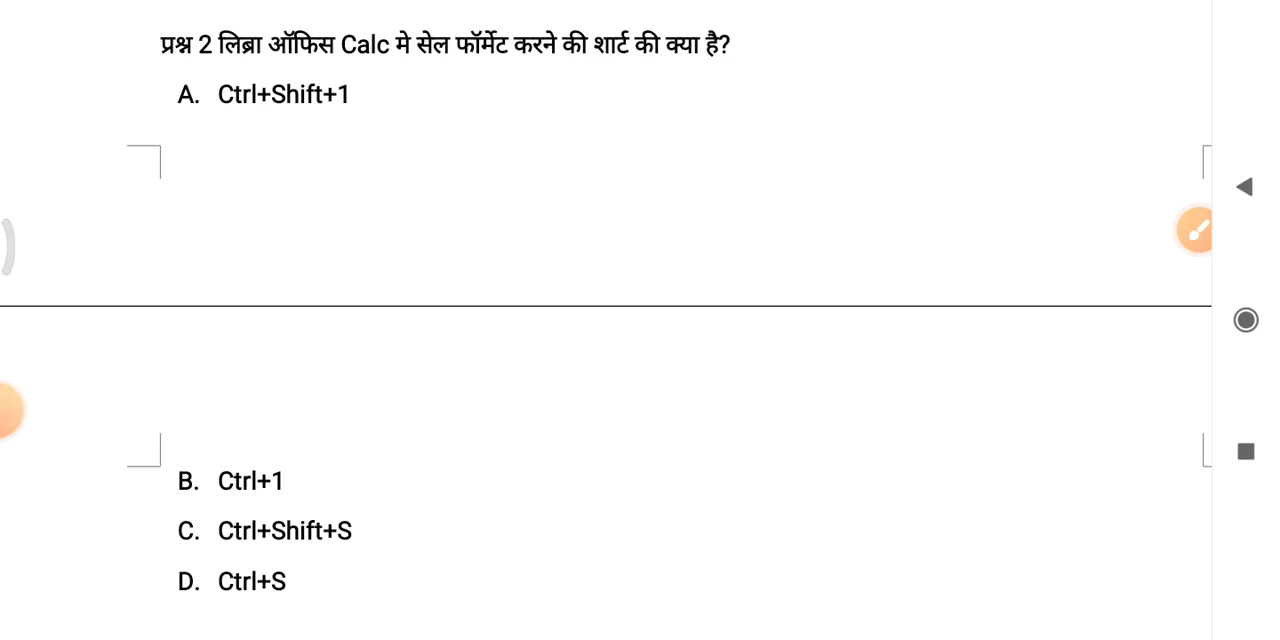 प्रश्न 2 लिब्रा ऑफिस Calc मे सेल फॉर्मेट करने की शार्ट की क्या है?
A. Ctrl+Shift+1
B. Ctrl+1
C. Ctrl+Shift+S
D. Ctrl+S